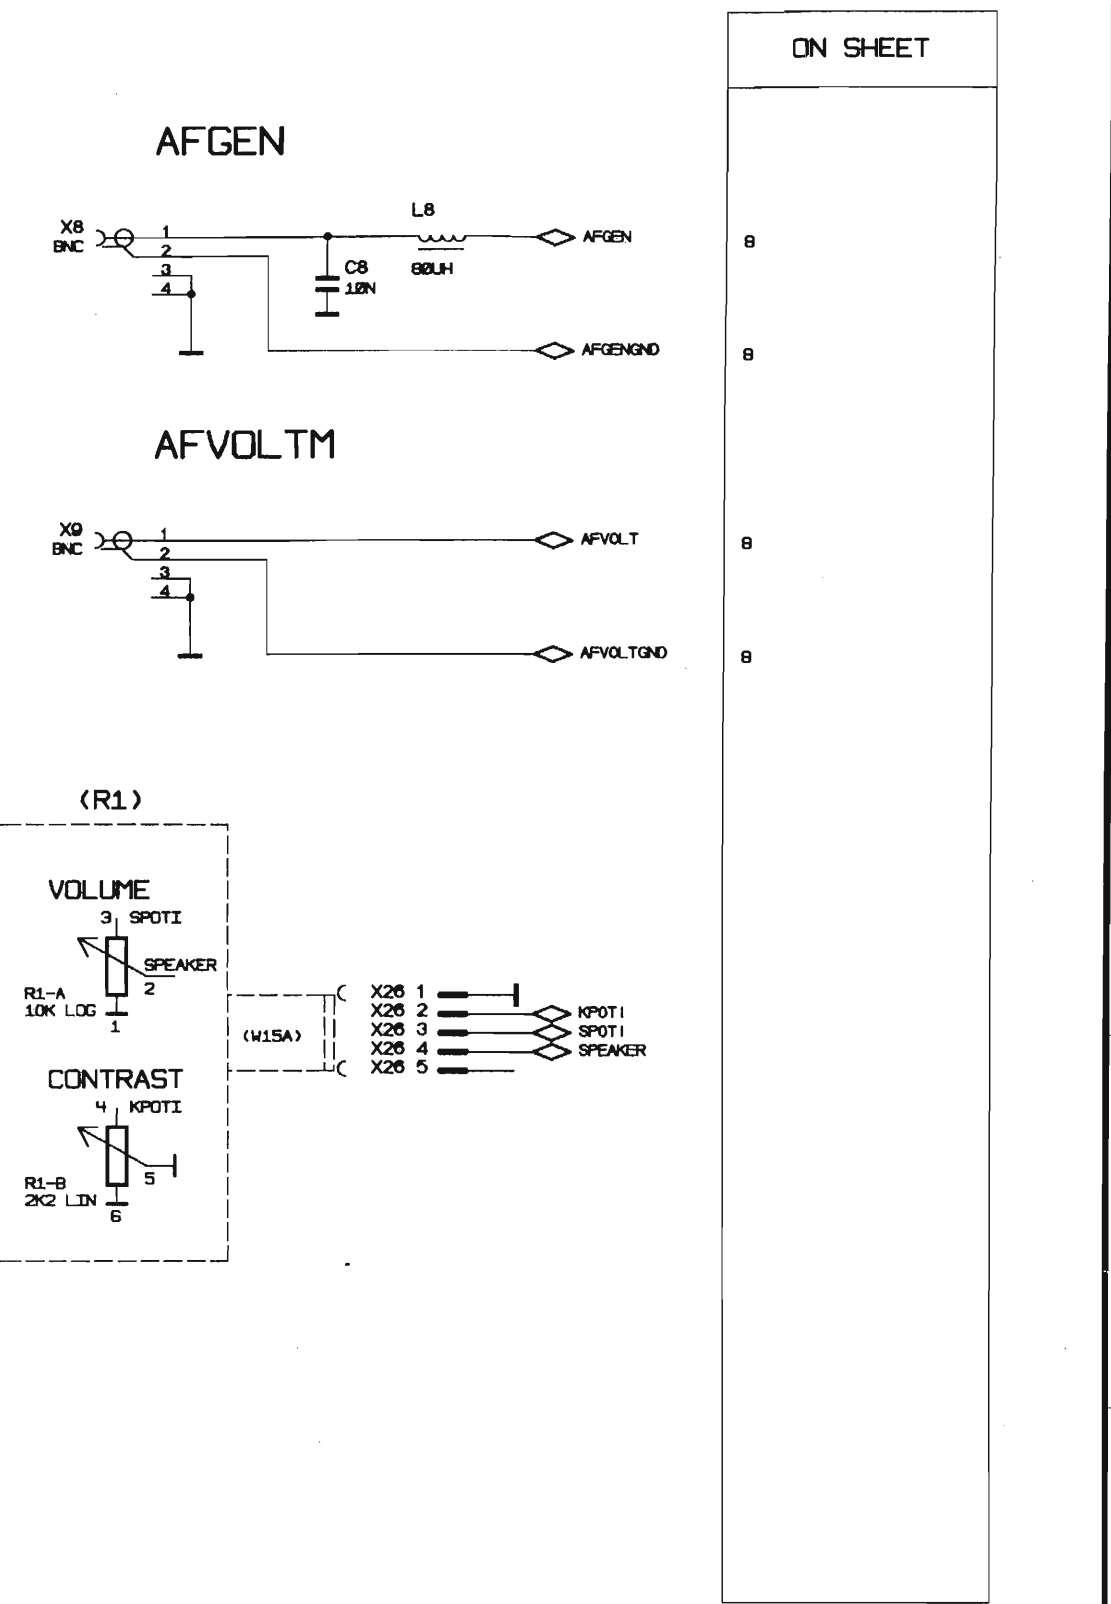 ON SHEET
AFGEN
L8
X8 1 AFGEN 8
BNC 2
3 C8 80UH
4 10N
AFGENGND 8
AFVOLTM
X9 1 AFVOLT 8
BNC 2
3
4
AFVOLTGND 8
(R1)
VOLUME
3 SPOTI
SPEAKER
R1-A 2
10K LOG
1
X26 1
X26 2 KPOTI
(W15A) X26 3 SPOTI
X26 4 SPEAKER
X26 5
CONTRAST
4 KPOTI
R1-B 5
2K2 LIN
6